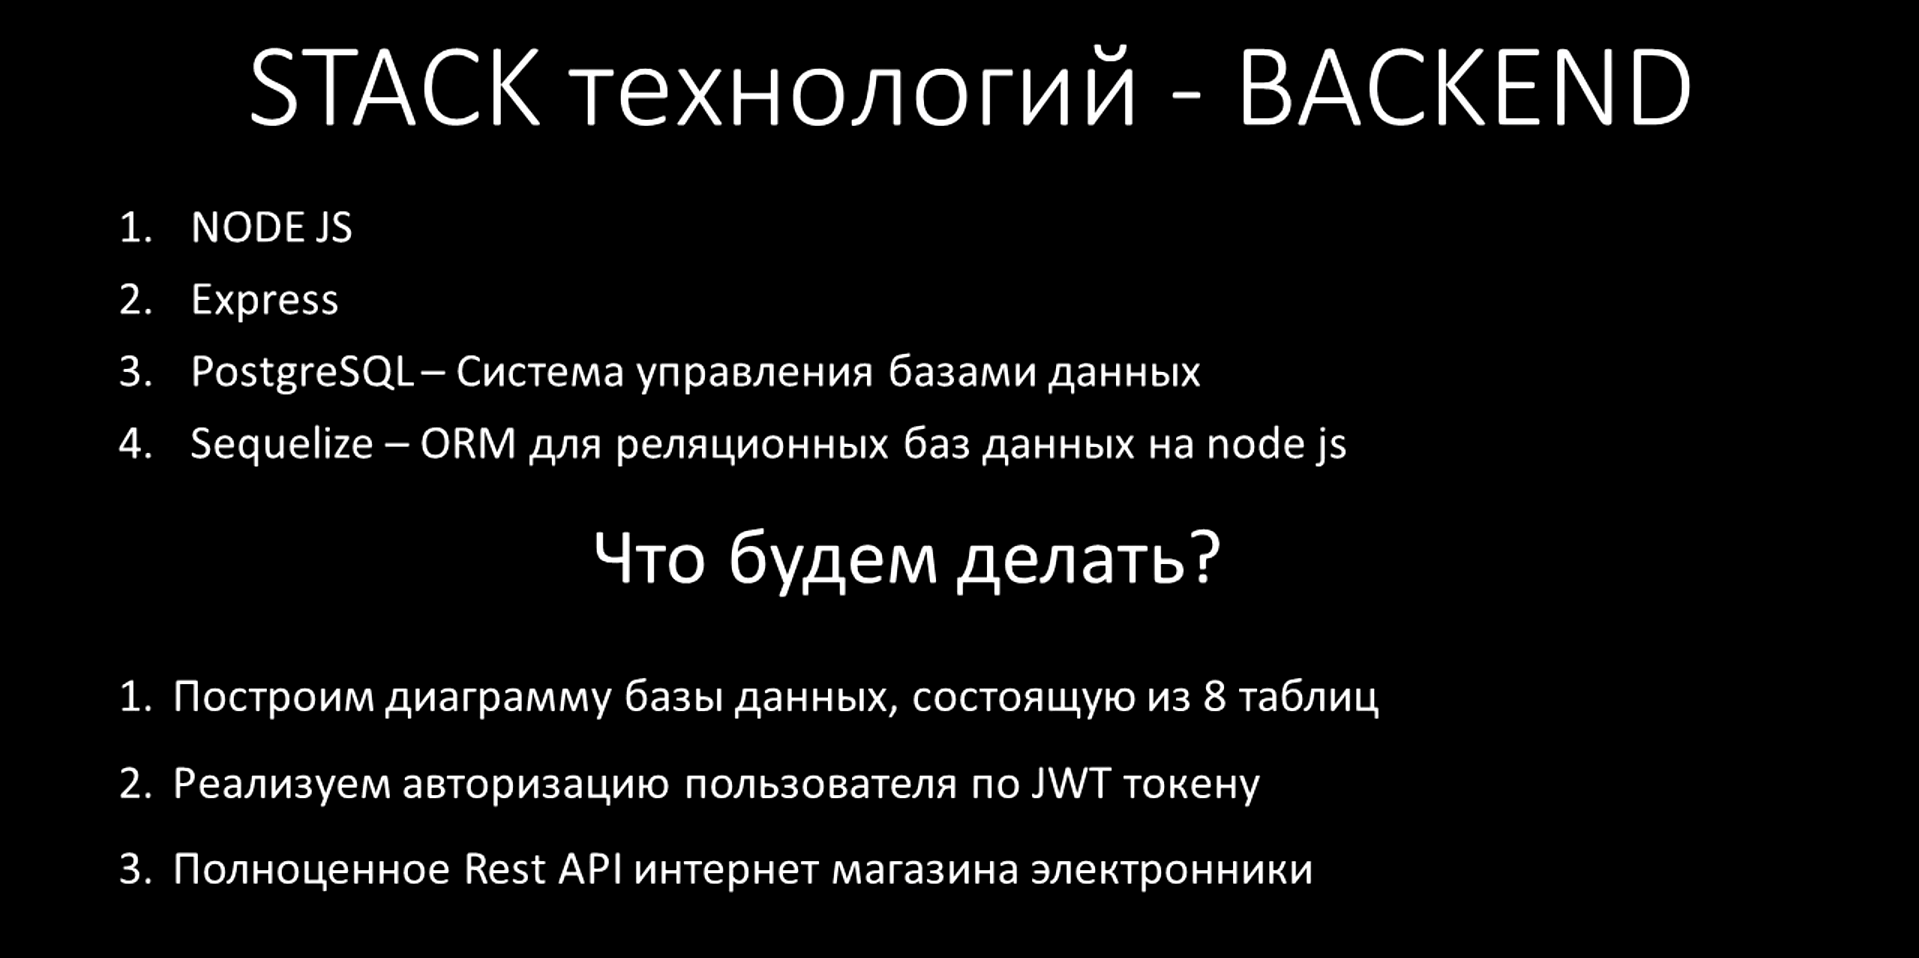 STACK технологий - BACKEND
1. NODE JS
2. Express
3. PostgreSQL – Система управления базами данных
4. Sequelize – ORM для реляционных баз данных на node js
Что будем делать?
1. Построим диаграмму базы данных, состоящую из 8 таблиц
2. Реализуем авторизацию пользователя по JWT токену
3. Полноценное Rest API интернет магазина электронники